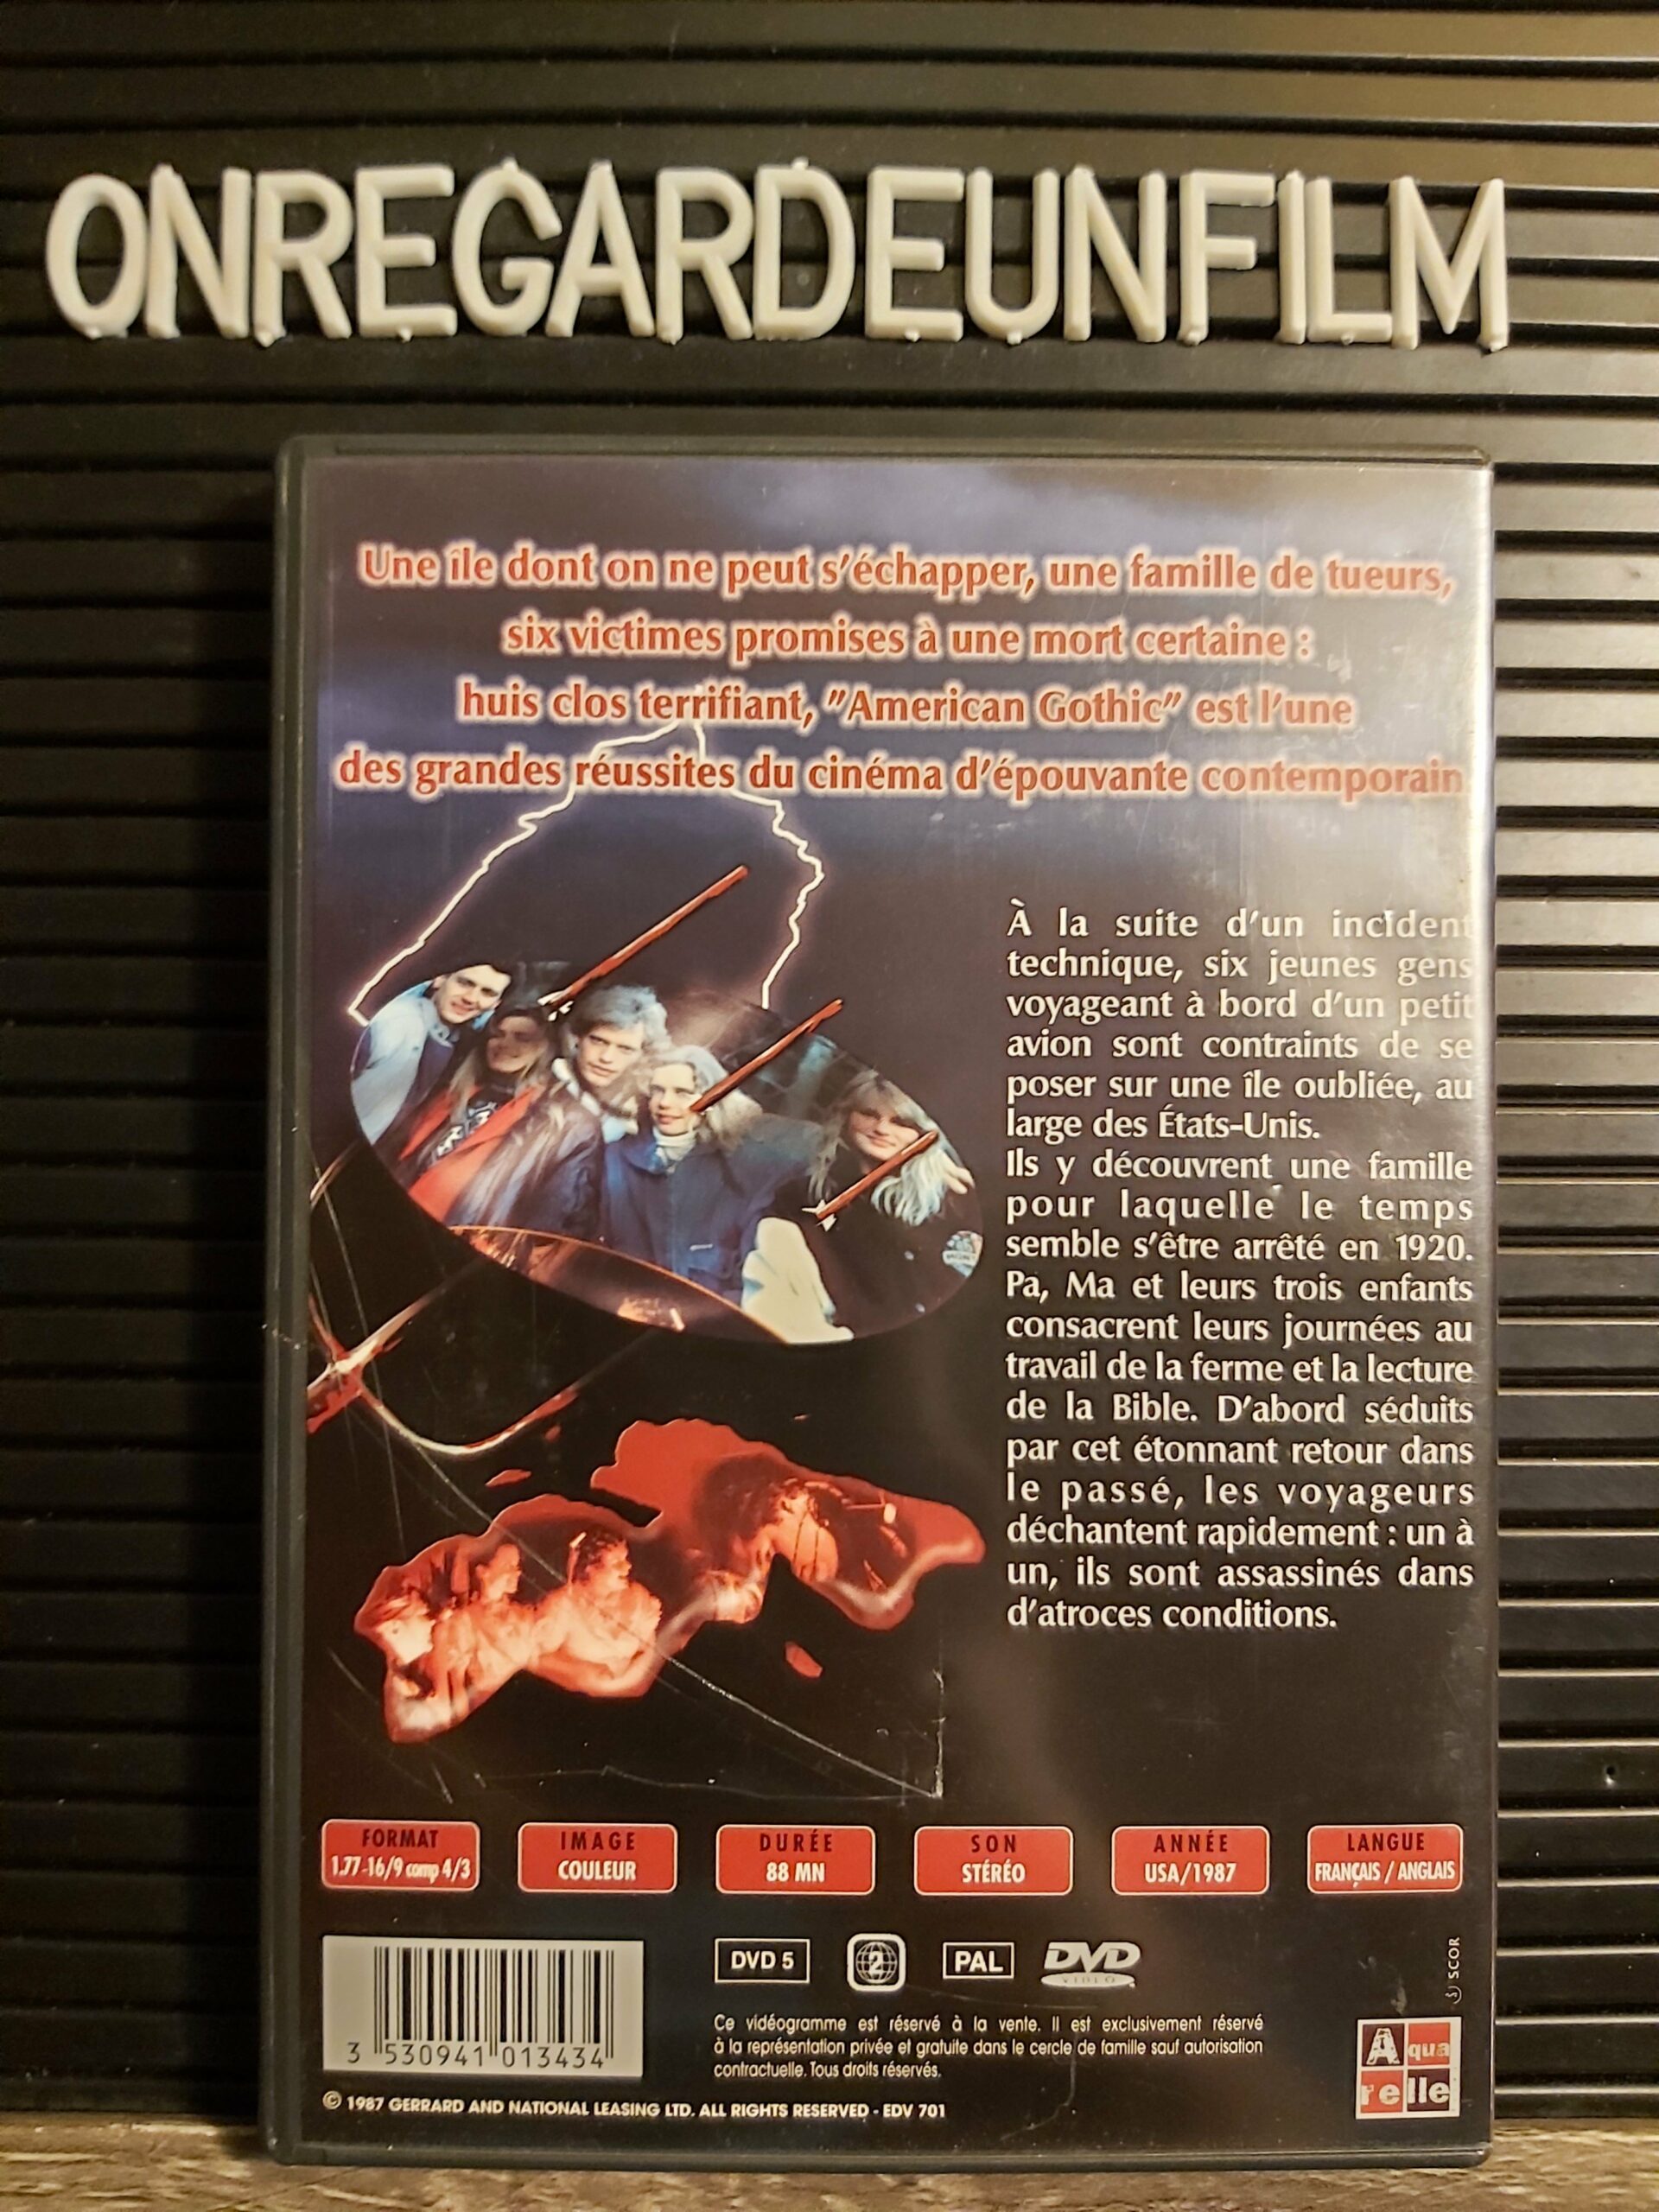 ONREGARDEUNFILM
Une île dont on ne peut s'échapper, une famille de tueurs,
six victimes promises à une mort certaine :
huis clos terrifiant, "American Gothic" est l'une
des grandes réussites du cinéma d'épouvante contemporain
À la suite d'un incident
technique, six jeunes gens
voyageant à bord d'un petit
avion sont contraints de se
poser sur une île oubliée, au
large des États-Unis.
Ils y découvrent une famille
pour laquelle le temps
semble s'être arrêté en 1920.
Pa, Ma et leurs trois enfants
consacrent leurs journées au
travail de la ferme et la lecture
de la Bible. D'abord séduits
par cet étonnant retour dans
le passé, les voyageurs
déchantent rapidement : un à
un, ils sont assassinés dans
d'atroces conditions.
FORMAT
1.77-16/9 comp 4/3
IMAGE
COULEUR
DURÉE
88 MN
SON
STÉRÉO
ANNÉE
USA/1987
LANGUE
FRANÇAIS / ANGLAIS
DVD 5
2
PAL
DVD
VIDEO
SCOR
3 530941 013434
Ce vidéogramme est réservé à la vente. Il est exclusivement réservé
à la représentation privée et gratuite dans le cercle de famille sauf autorisation
contractuelle. Tous droits réservés.
Aqua
relle
© 1987 GERRARD AND NATIONAL LEASING LTD. ALL RIGHTS RESERVED - EDV 701